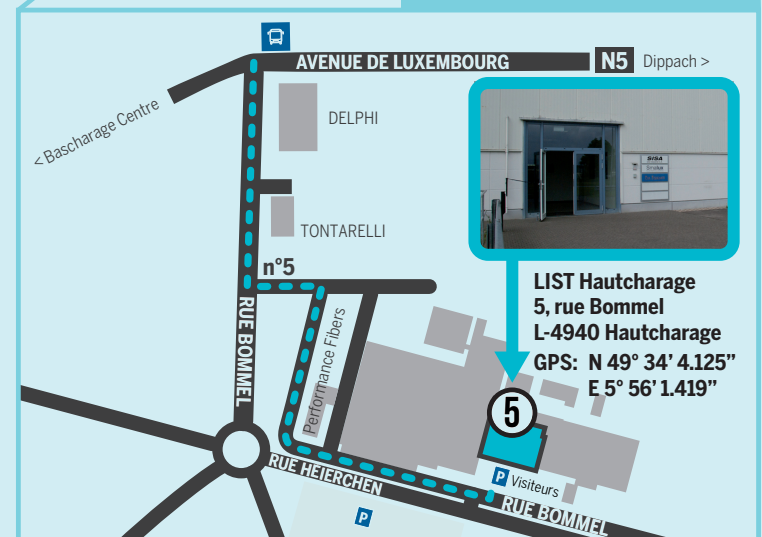 AVENUE DE LUXEMBOURG
N5 Dippach >
< Bascharage Centre
DELPHI
SISA
TONTARELLI
n°5
RUE BOMMEL
Performance Fibers
LIST Hautcharage
5, rue Bommel
L-4940 Hautcharage
GPS: N 49° 34’ 4.125”
E 5° 56’ 1.419”
5
P Visiteurs
RUE HEIERCHEN
RUE BOMMEL
P